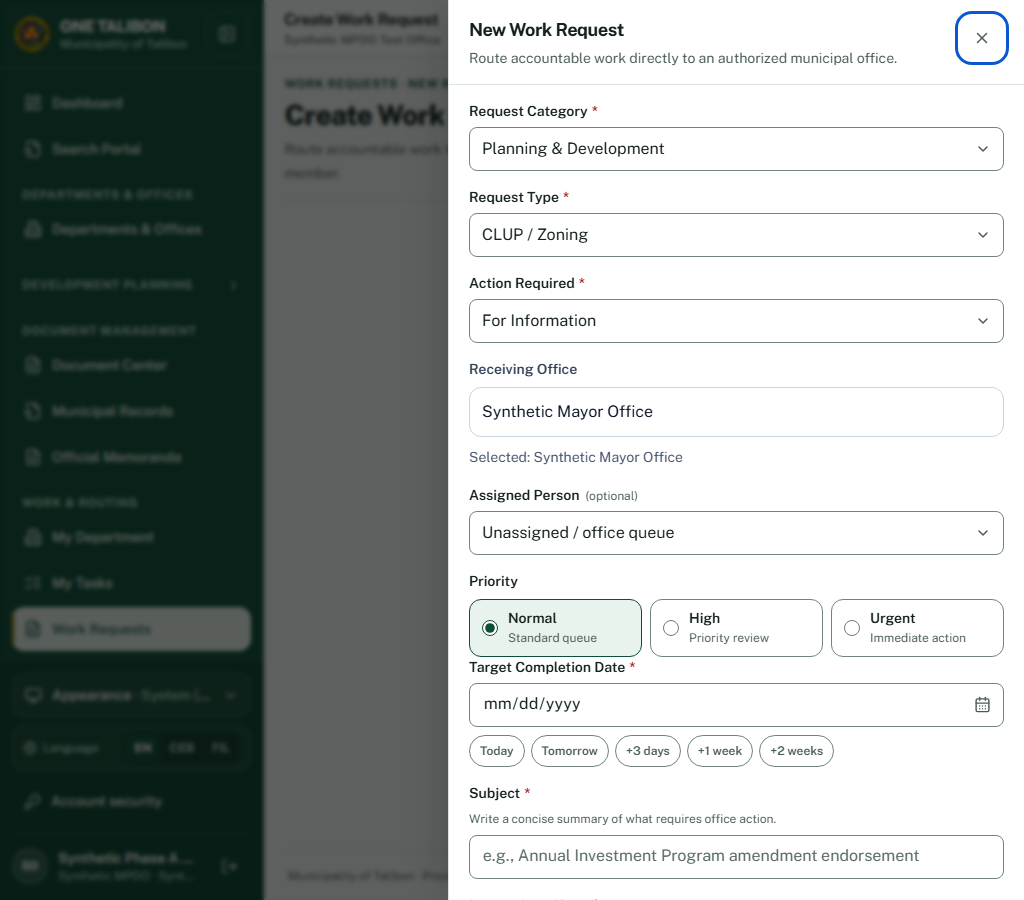 ONE TALIBON
Municipality of Talibon
Dashboard
Search Portal
DEPARTMENTS & OFFICES
Departments & Offices
DEVELOPMENT PLANNING
DOCUMENT MANAGEMENT
Document Center
Municipal Records
Official Memoranda
WORK & ROUTING
My Department
My Tasks
Work Requests
Appearance · System (...
Language EN CEB FIL
Account security
SD
Synthetic Phase A ...
Synthetic MPDO · Synt...
Create Work Request
Synthetic MPDO Test Office
WORK REQUESTS · NEW
Create Work
Route accountable work
member.
Municipality of Talibon ·
New Work Request
Route accountable work directly to an authorized municipal office.
Request Category *
Planning & Development
Request Type *
CLUP / Zoning
Action Required *
For Information
Receiving Office
Synthetic Mayor Office
Selected: Synthetic Mayor Office
Assigned Person (optional)
Unassigned / office queue
Priority
Normal
Standard queue
High
Priority review
Urgent
Immediate action
Target Completion Date *
mm/dd/yyyy
Today Tomorrow +3 days +1 week +2 weeks
Subject *
Write a concise summary of what requires office action.
e.g., Annual Investment Program amendment endorsement